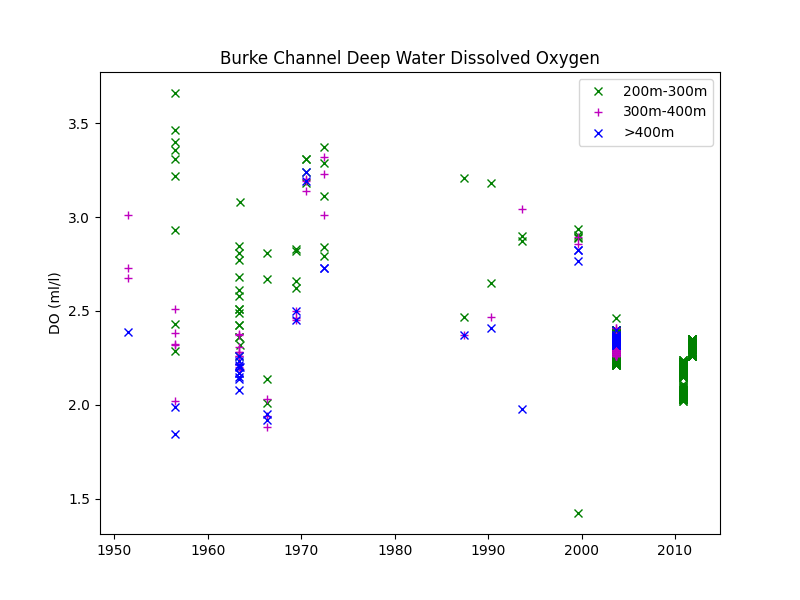 Burke Channel Deep Water Dissolved Oxygen
200m-300m
300m-400m
>400m
DO (ml/l)
3.5
3.0
2.5
2.0
1.5
1950 1960 1970 1980 1990 2000 2010